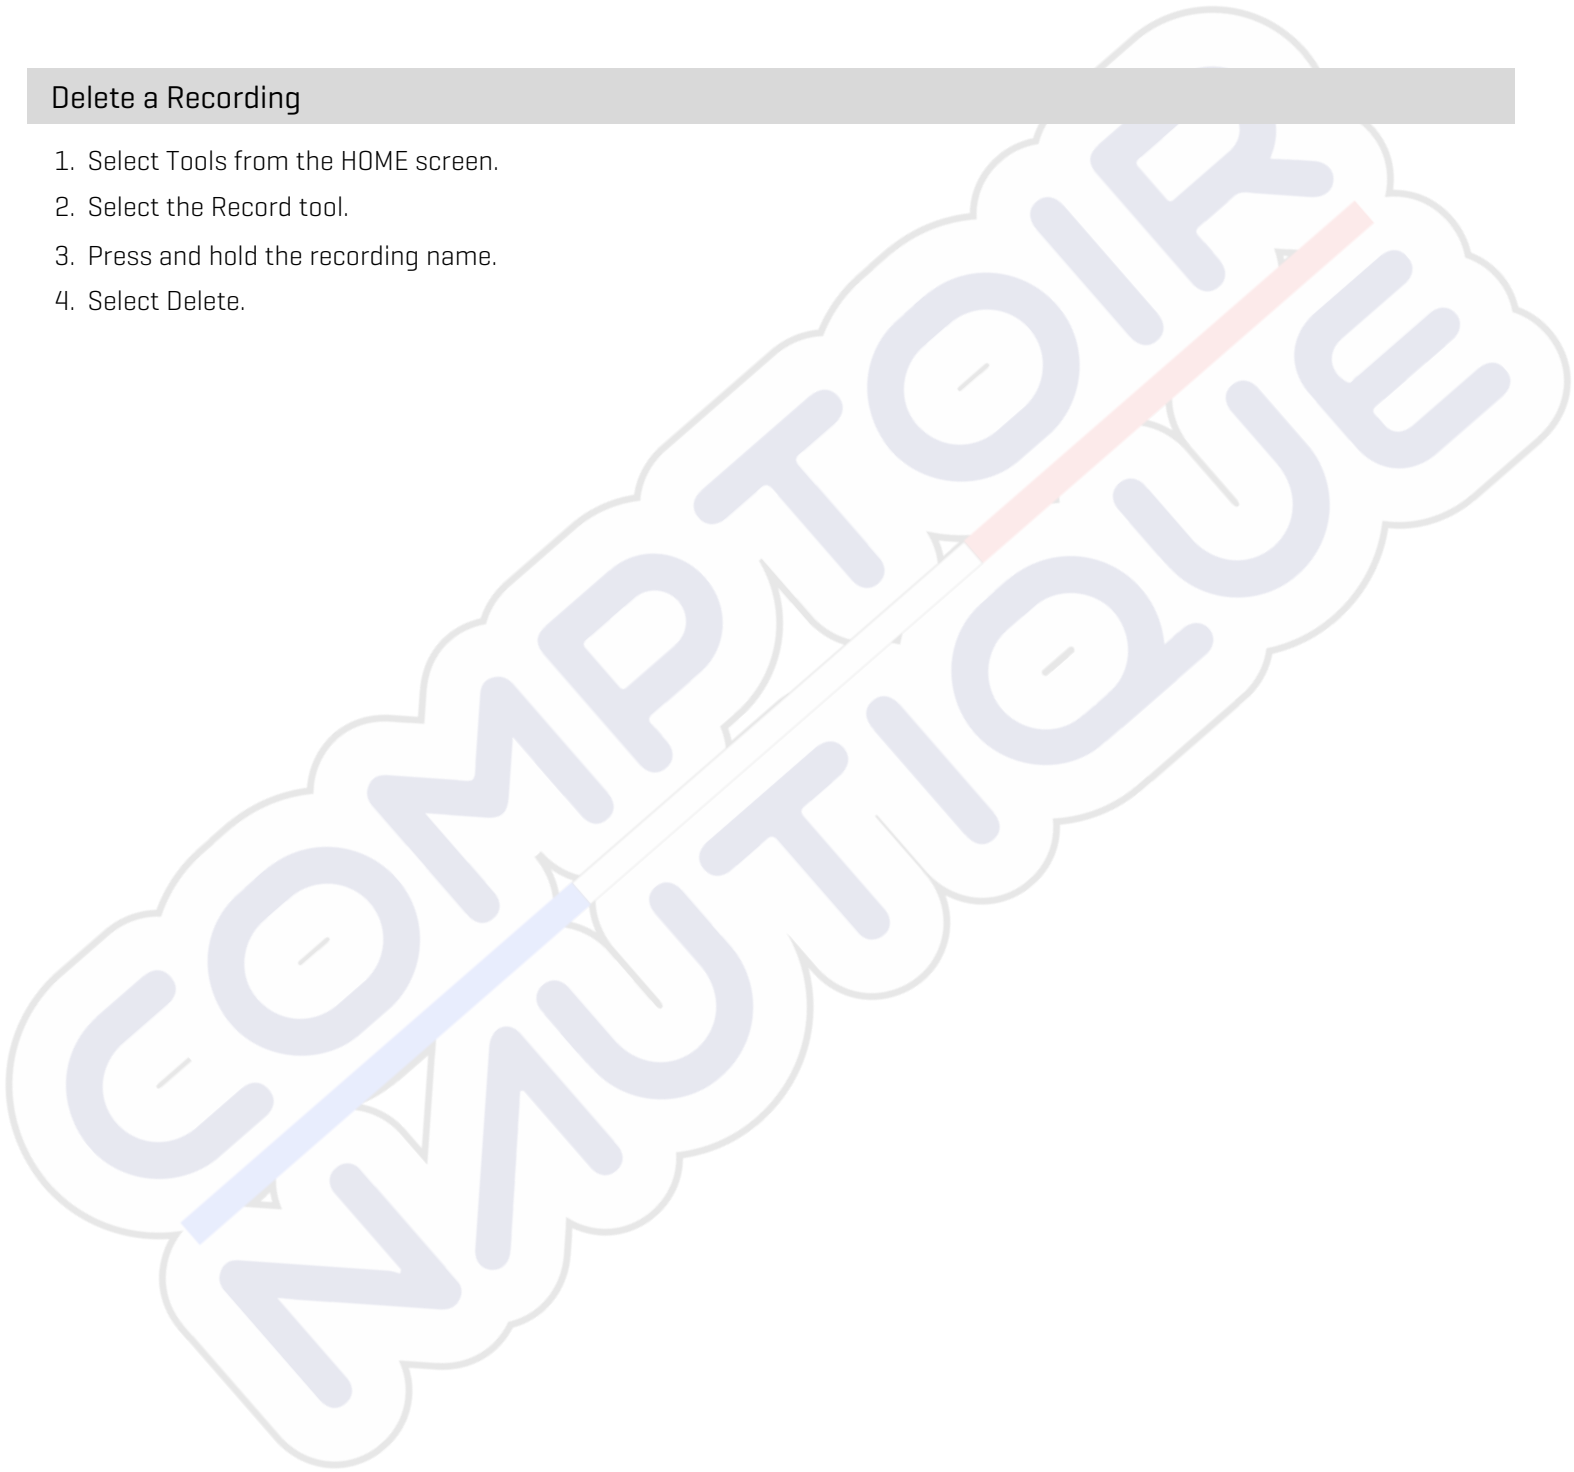 Delete a Recording
1. Select Tools from the HOME screen.
2. Select the Record tool.
3. Press and hold the recording name.
4. Select Delete.
COMPTOIR
NAUTIQUE